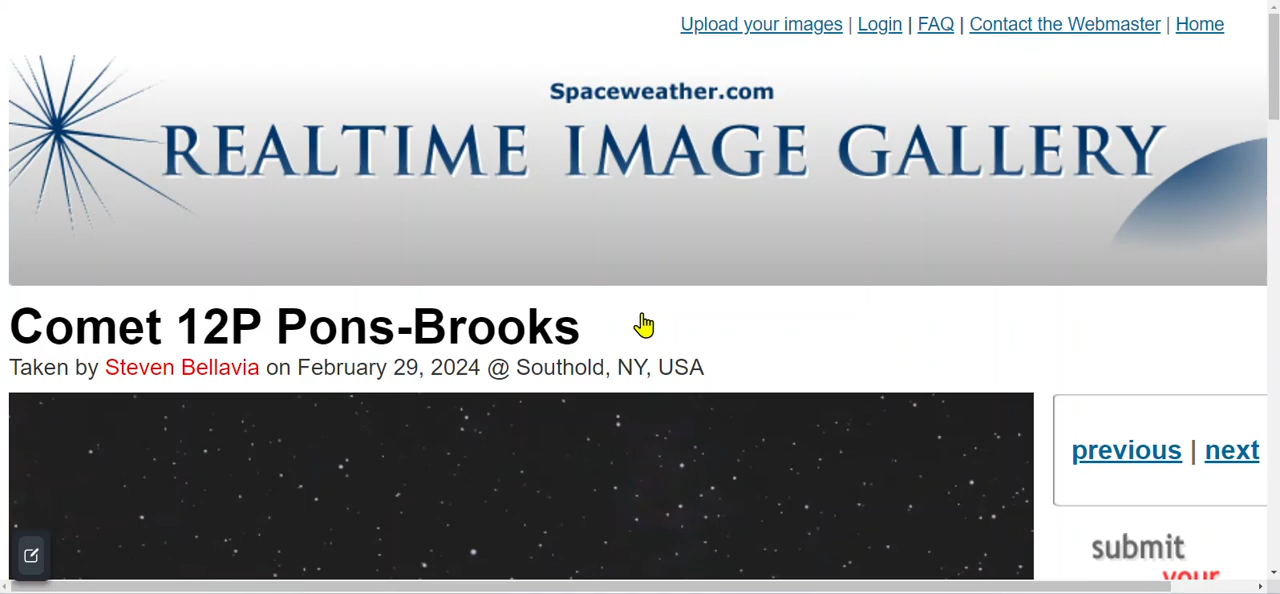 Upload your images | Login | FAQ | Contact the Webmaster | Home
Spaceweather.com
REALTIME IMAGE GALLERY
Comet 12P Pons-Brooks
Taken by Steven Bellavia on February 29, 2024 @ Southold, NY, USA
previous | next
submit
your